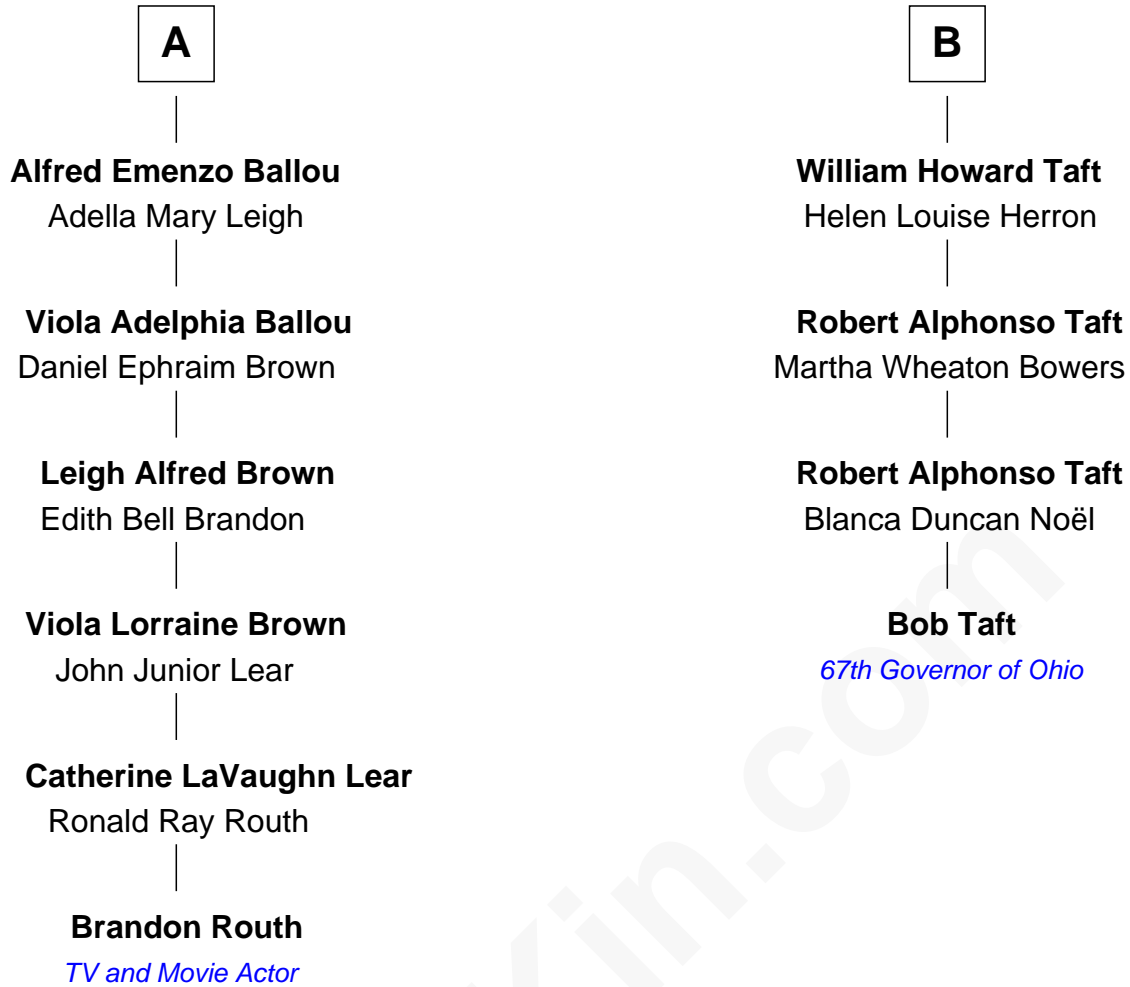 A
Alfred Emenzo Ballou
Adella Mary Leigh
Viola Adelphia Ballou
Daniel Ephraim Brown
Leigh Alfred Brown
Edith Bell Brandon
Viola Lorraine Brown
John Junior Lear
Catherine LaVaughn Lear
Ronald Ray Routh
Brandon Routh
TV and Movie Actor
B
William Howard Taft
Helen Louise Herron
Robert Alphonso Taft
Martha Wheaton Bowers
Robert Alphonso Taft
Blanca Duncan Noël
Bob Taft
67th Governor of Ohio
Kin.com